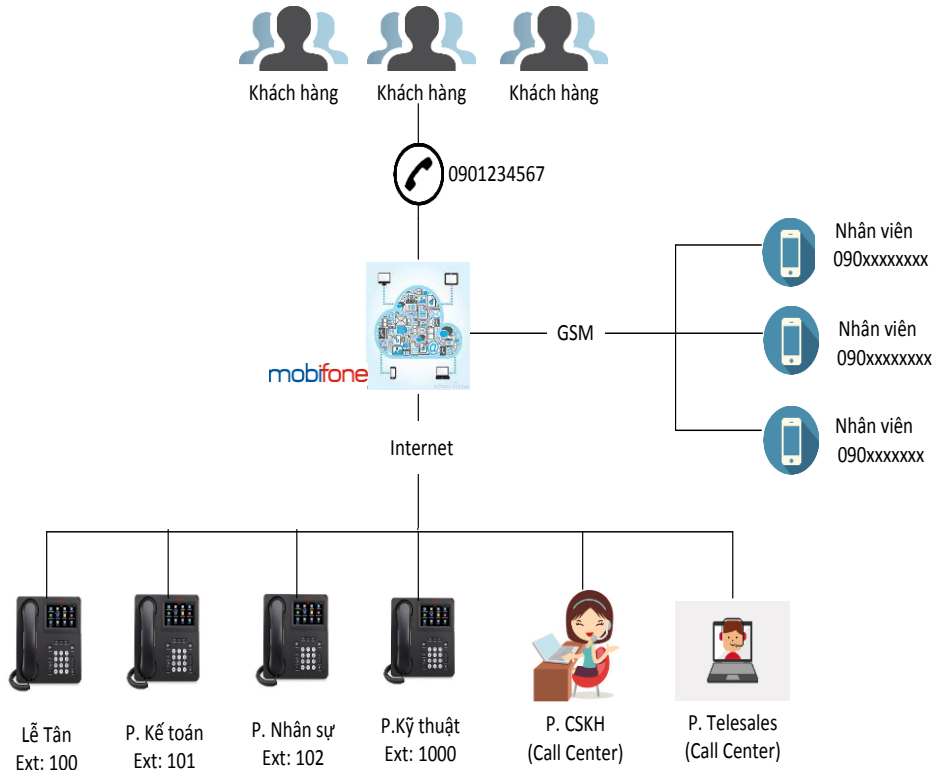 Khách hàng
Khách hàng
Khách hàng
0901234567
Nhân viên
090xxxxxxxx
GSM
Nhân viên
090xxxxxxxx
mobifone
Nhân viên
090xxxxxxx
Internet
Lễ Tân
Ext: 100
P. Kế toán
Ext: 101
P. Nhân sự
Ext: 102
P.Kỹ thuật
Ext: 1000
P. CSKH
(Call Center)
P. Telesales
(Call Center)